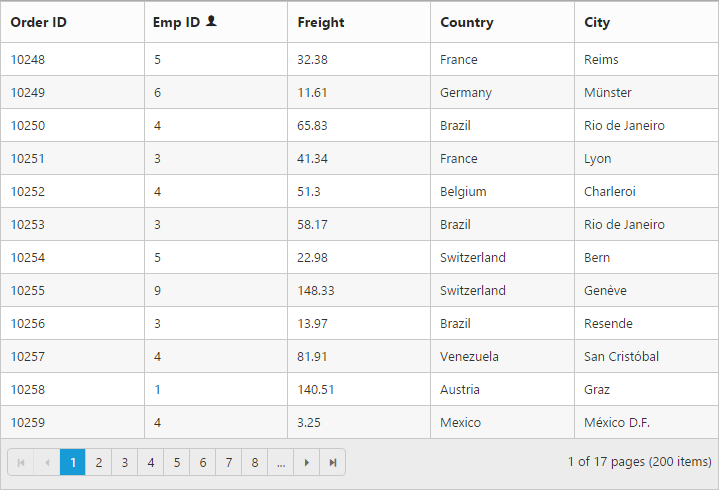 Order ID Emp ID Freight Country City
10248 5 32.38 France Reims
10249 6 11.61 Germany Münster
10250 4 65.83 Brazil Rio de Janeiro
10251 3 41.34 France Lyon
10252 4 51.3 Belgium Charleroi
10253 3 58.17 Brazil Rio de Janeiro
10254 5 22.98 Switzerland Bern
10255 9 148.33 Switzerland Genève
10256 3 13.97 Brazil Resende
10257 4 81.91 Venezuela San Cristóbal
10258 1 140.51 Austria Graz
10259 4 3.25 Mexico México D.F.
1 2 3 4 5 6 7 8 ... 1 of 17 pages (200 items)